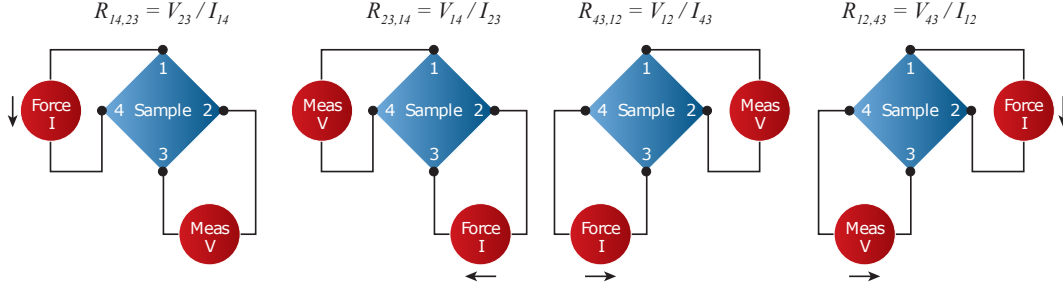 R14,23 = V23 / I14
R23,14 = V14 / I23
R43,12 = V12 / I43
R12,43 = V43 / I12
1
4 Sample 2
3
Force
I
Meas
V
1
4 Sample 2
3
Meas
V
Force
I
1
4 Sample 2
3
Meas
V
Force
I
1
4 Sample 2
3
Force
I
Meas
V